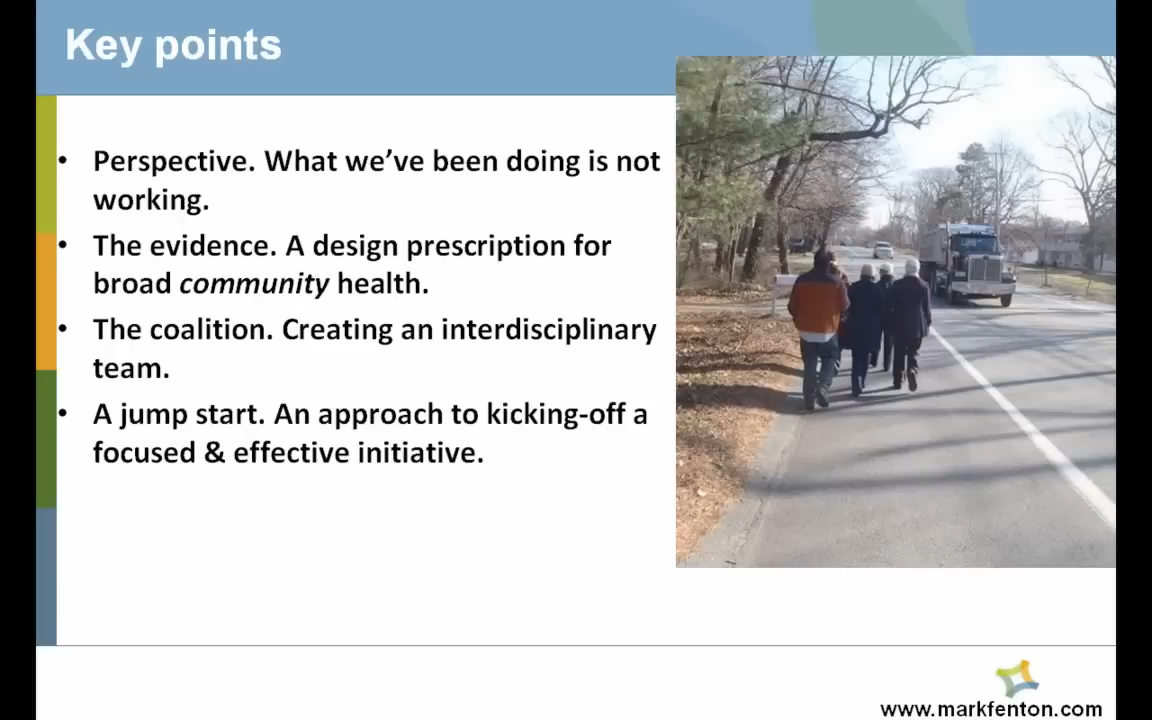 Key points
• Perspective. What we’ve been doing is not
working.
• The evidence. A design prescription for
broad community health.
• The coalition. Creating an interdisciplinary
team.
• A jump start. An approach to kicking-off a
focused & effective initiative.
www.markfenton.com